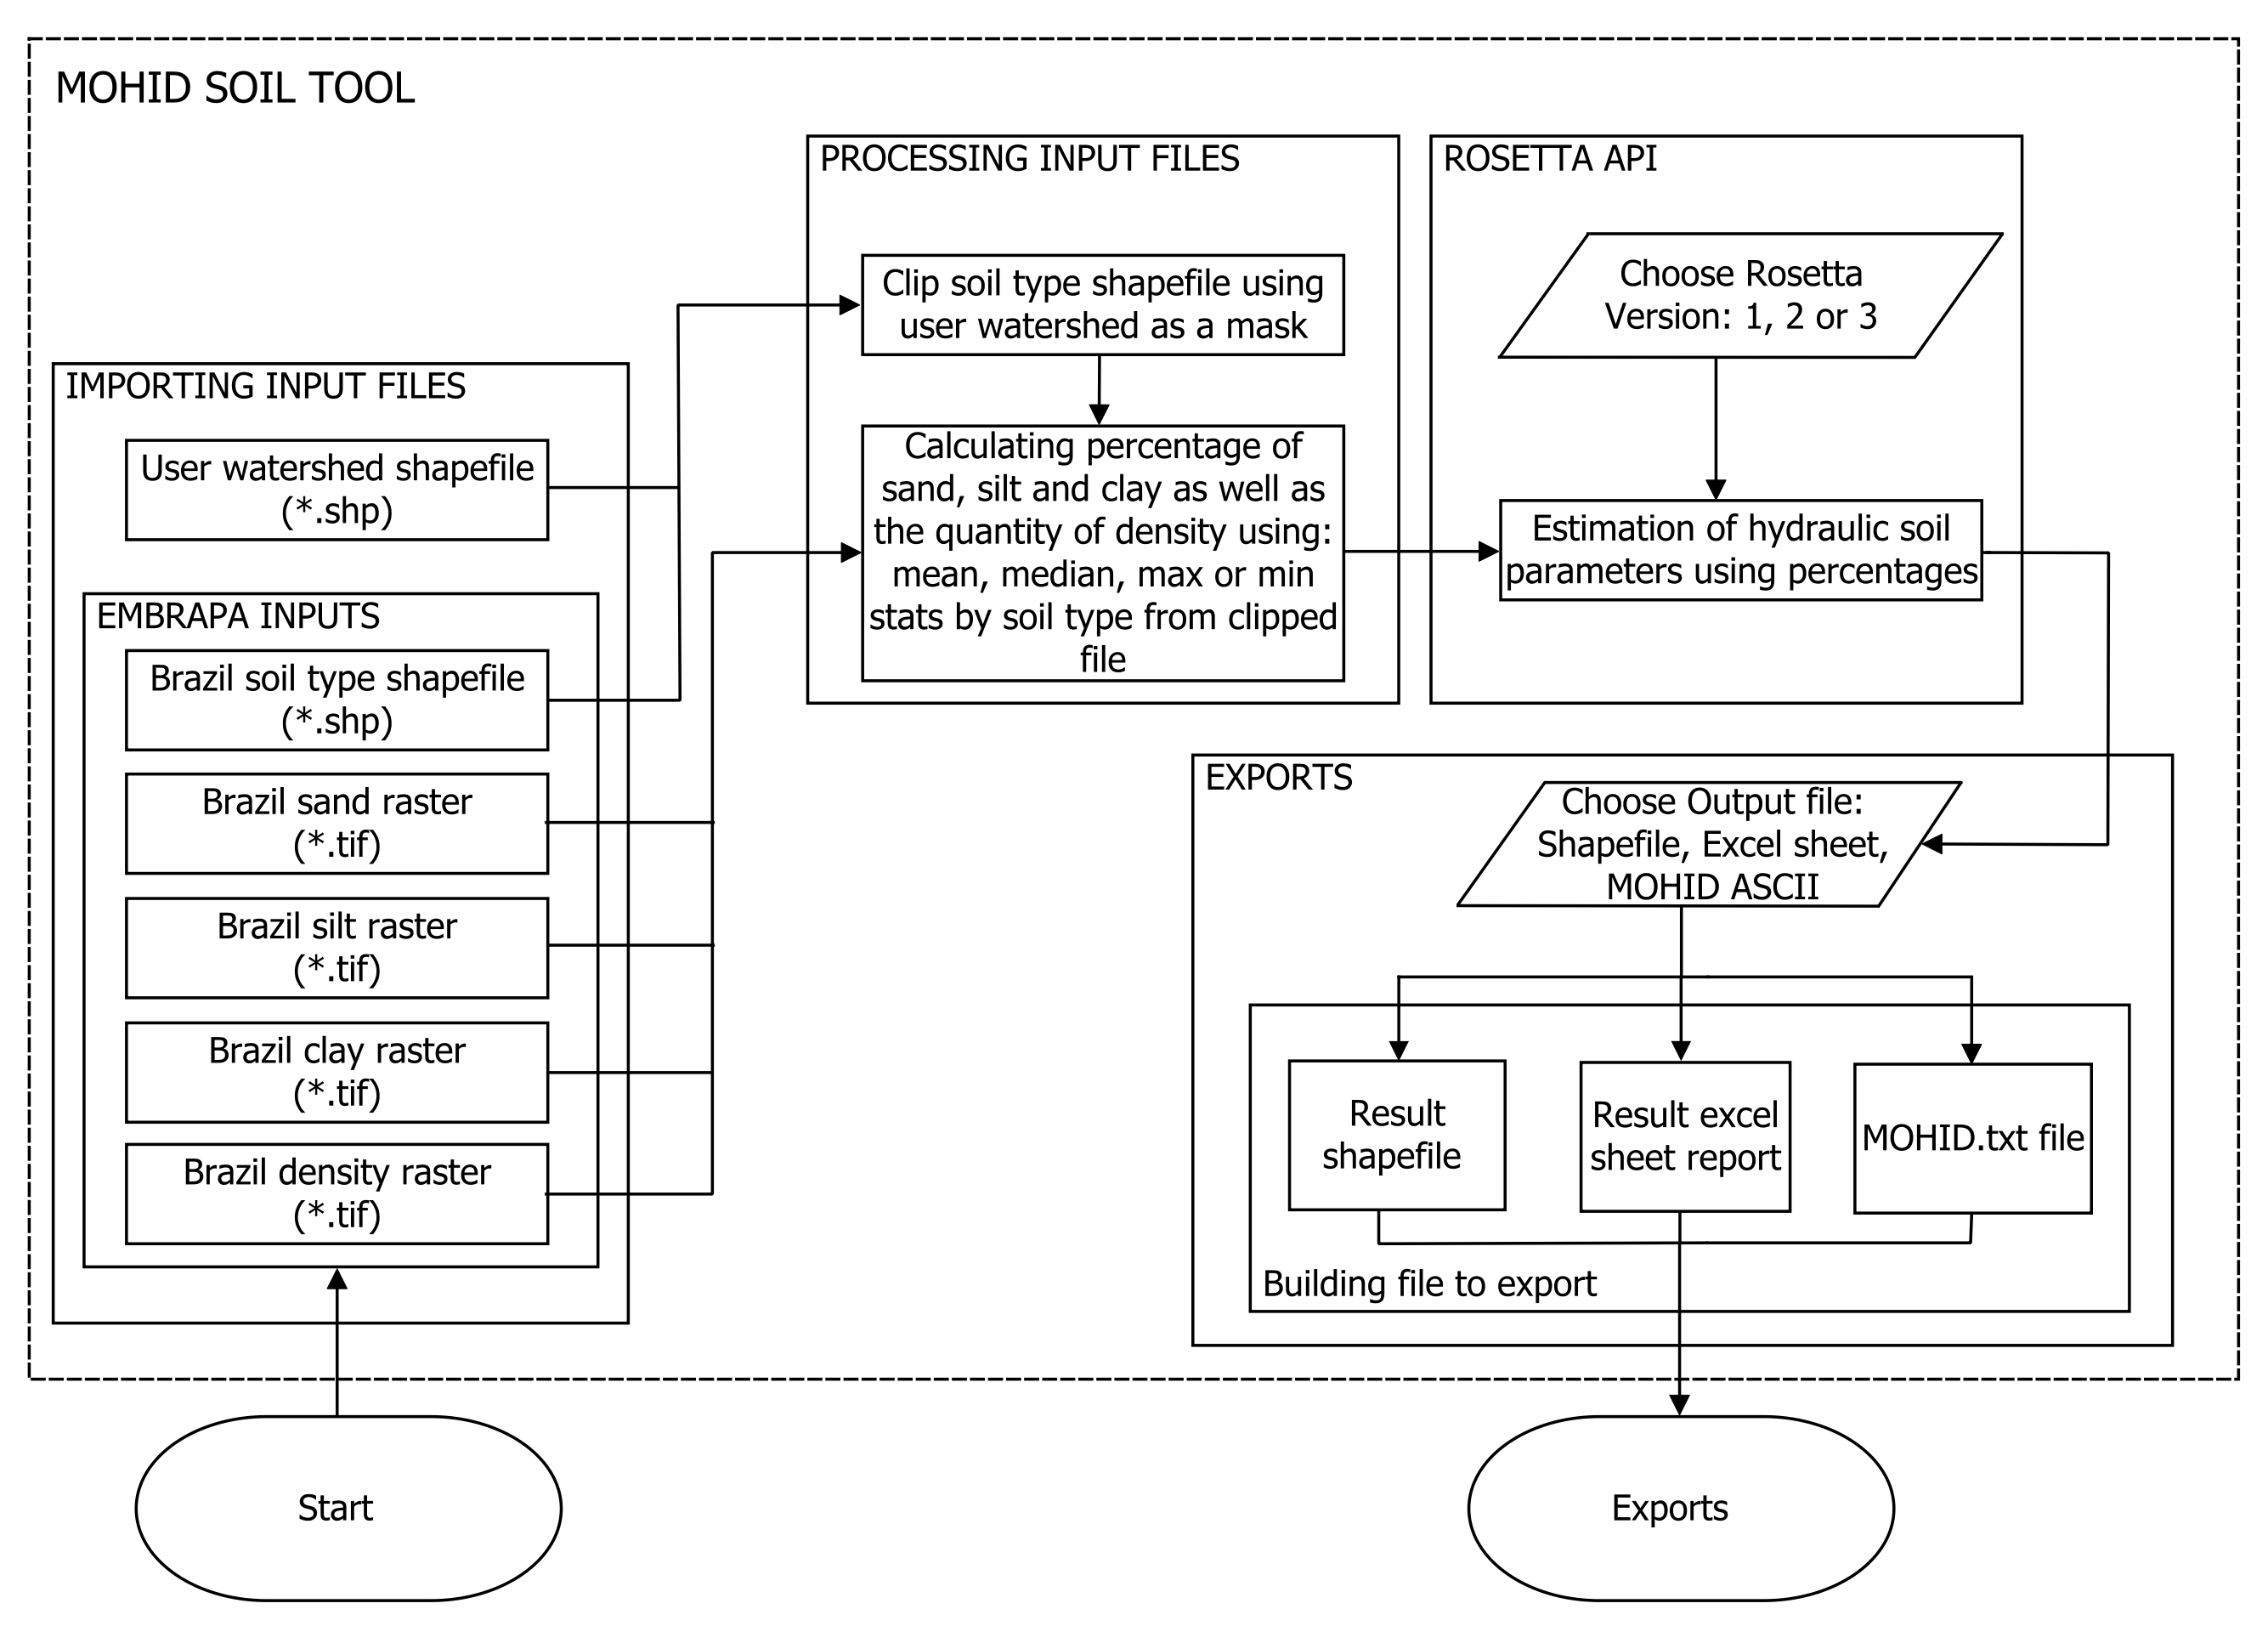 MOHID SOIL TOOL
IMPORTING INPUT FILES
User watershed shapefile
(*.shp)
EMBRAPA INPUTS
Brazil soil type shapefile
(*.shp)
Brazil sand raster
(*.tif)
Brazil silt raster
(*.tif)
Brazil clay raster
(*.tif)
Brazil density raster
(*.tif)
Start
PROCESSING INPUT FILES
Clip soil type shapefile using
user watershed as a mask
Calculating percentage of
sand, silt and clay as well as
the quantity of density using:
mean, median, max or min
stats by soil type from clipped
file
ROSETTA API
Choose Rosetta
Version: 1, 2 or 3
Estimation of hydraulic soil
parameters using percentages
EXPORTS
Choose Output file:
Shapefile, Excel sheet,
MOHID ASCII
Result
shapefile
Result excel
sheet report
MOHID.txt file
Building file to export
Exports